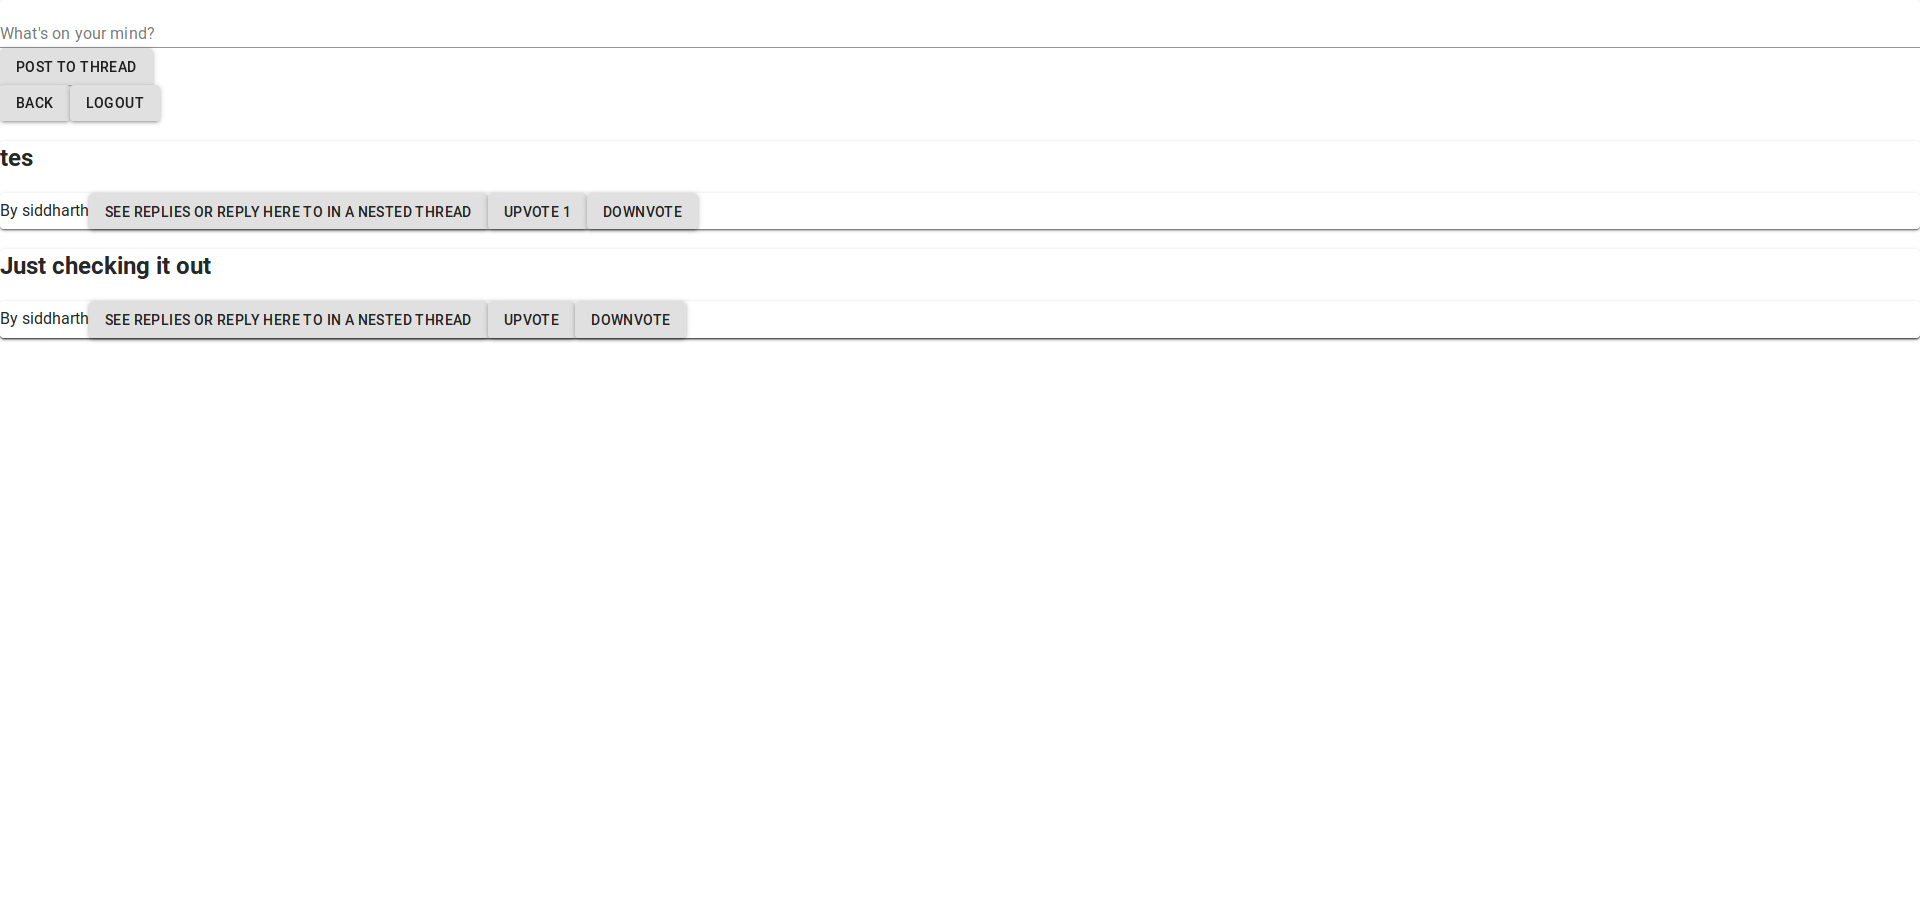 What's on your mind?
POST TO THREAD
BACK LOGOUT
tes
By siddharth SEE REPLIES OR REPLY HERE TO IN A NESTED THREAD UPVOTE 1 DOWNVOTE
Just checking it out
By siddharth SEE REPLIES OR REPLY HERE TO IN A NESTED THREAD UPVOTE DOWNVOTE